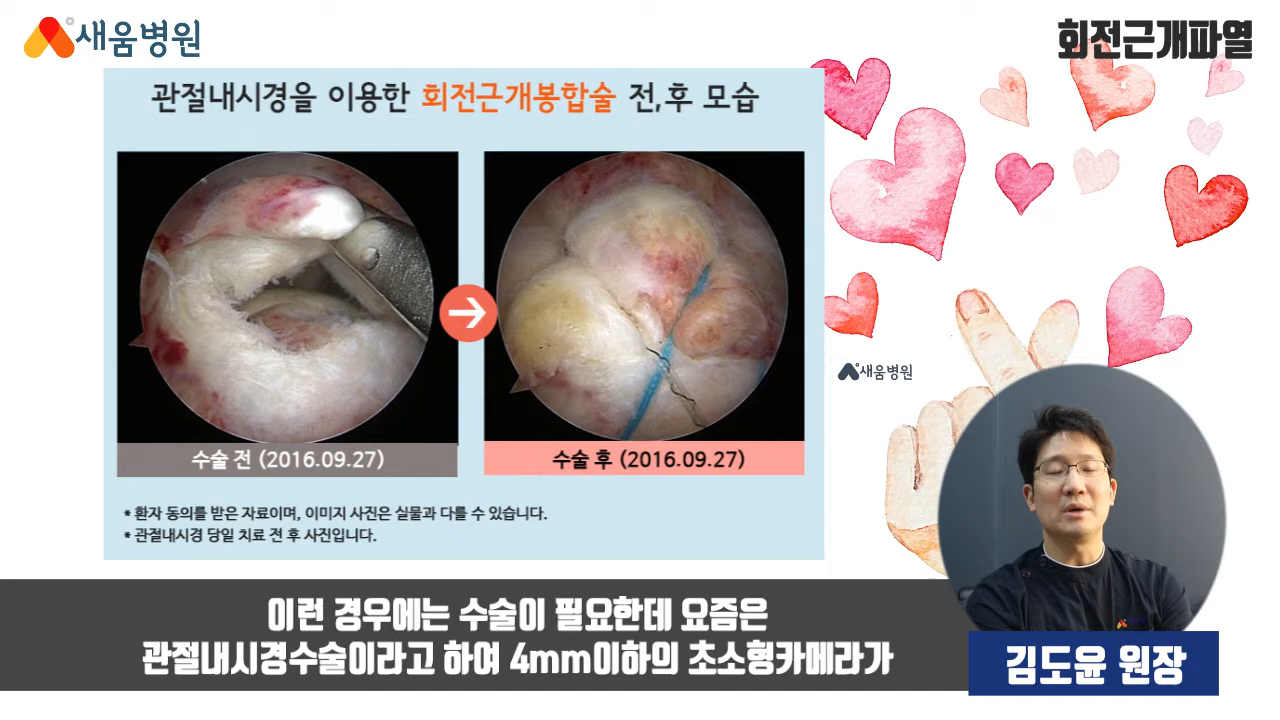 새움병원
회전근개파열
관절내시경을 이용한 회전근개봉합술 전,후 모습
수술 전 (2016.09.27)
수술 후 (2016.09.27)
* 환자 동의를 받은 자료이며, 이미지 사진은 실물과 다를 수 있습니다.
* 관절내시경 당일 치료 전 후 사진입니다.
새움병원
이런 경우에는 수술이 필요한데 요즘은
관절내시경수술이라고 하여 4mm이하의 초소형카메라가
김도윤 원장